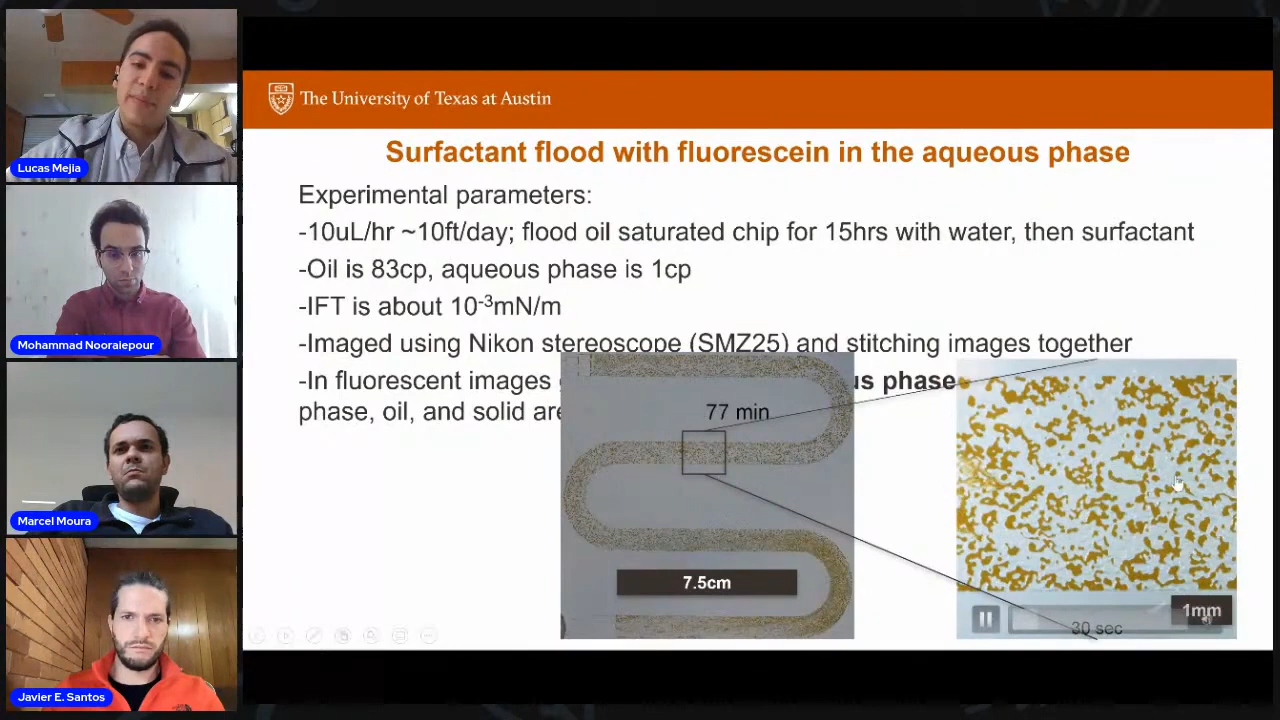 Lucas Mejia
Mohammad Nooraiepour
Marcel Moura
Javier E. Santos
The University of Texas at Austin
Surfactant flood with fluorescein in the aqueous phase
Experimental parameters:
-10uL/hr ~10ft/day; flood oil saturated chip for 15hrs with water, then surfactant
-Oil is 83cp, aqueous phase is 1cp
-IFT is about 10-3mN/m
-Imaged using Nikon stereoscope (SMZ25) and stitching images together
-In fluorescent images phase
phase, oil, and solid are
77 min
7.5cm
1mm
30 sec